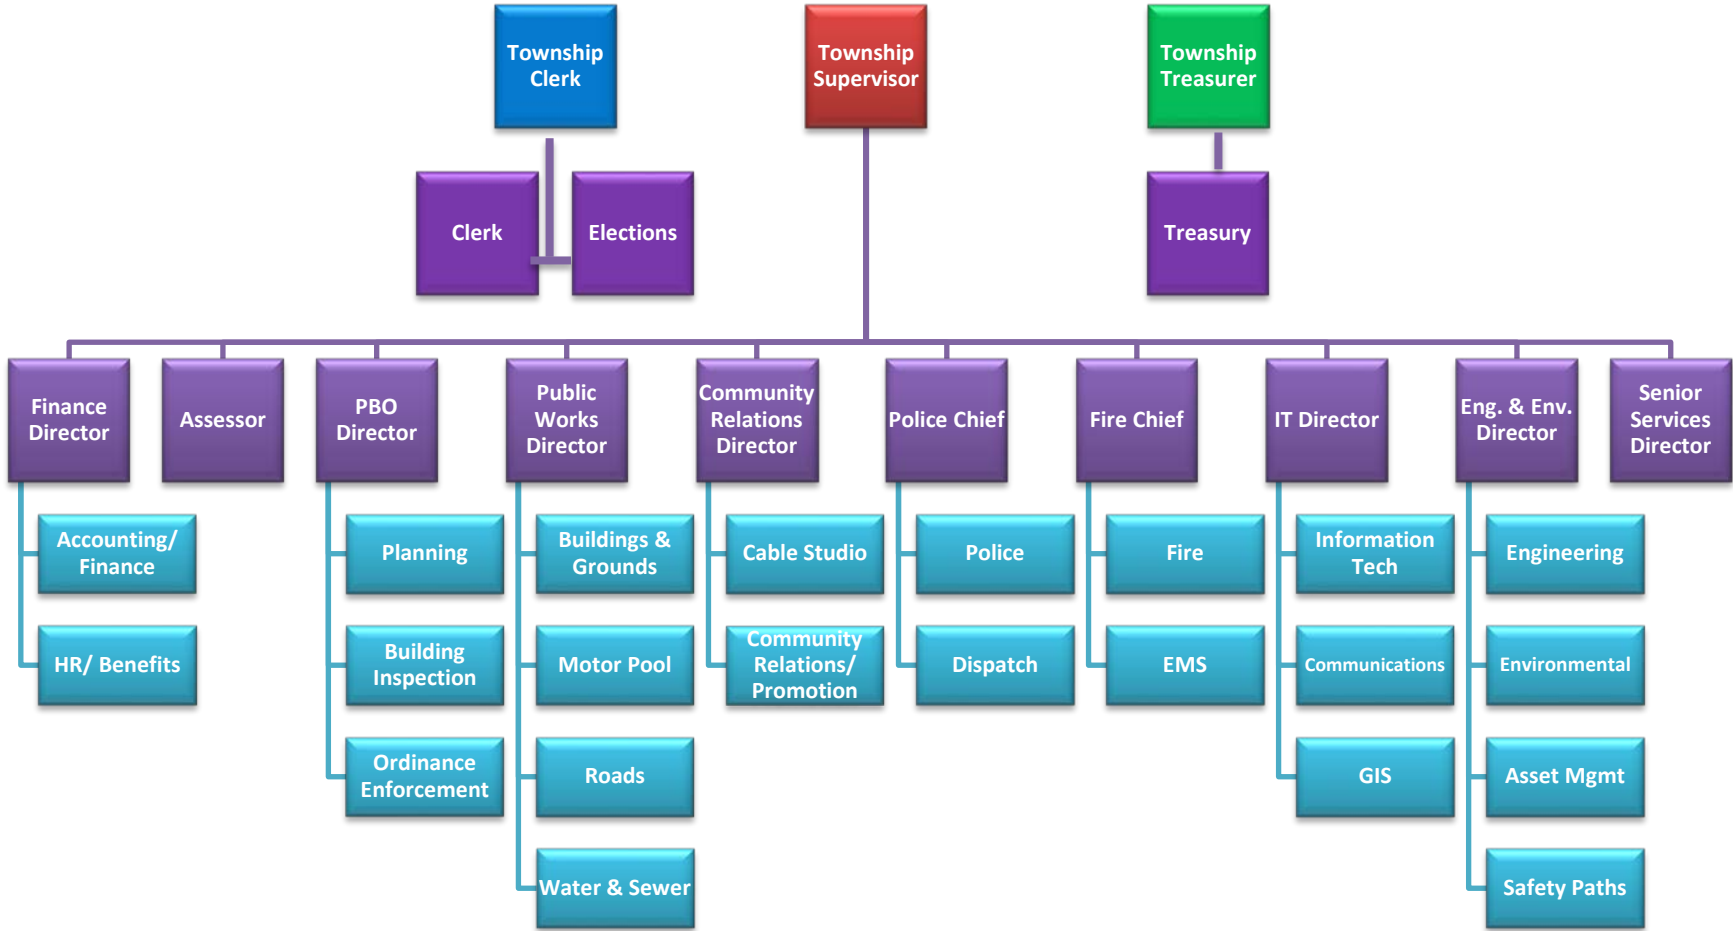 Township
Clerk
Township
Supervisor
Township
Treasurer
Clerk
Elections
Treasury
Finance
Director
Assessor
PBO
Director
Public
Works
Director
Community
Relations
Director
Police Chief
Fire Chief
IT Director
Eng. & Env.
Director
Senior
Services
Director
Accounting/
Finance
Planning
Buildings &
Grounds
Cable Studio
Police
Fire
Information
Tech
Engineering
HR/ Benefits
Building
Inspection
Motor Pool
Community
Relations/
Promotion
Dispatch
EMS
Communications
Environmental
Ordinance
Enforcement
Roads
GIS
Asset Mgmt
Water & Sewer
Safety Paths